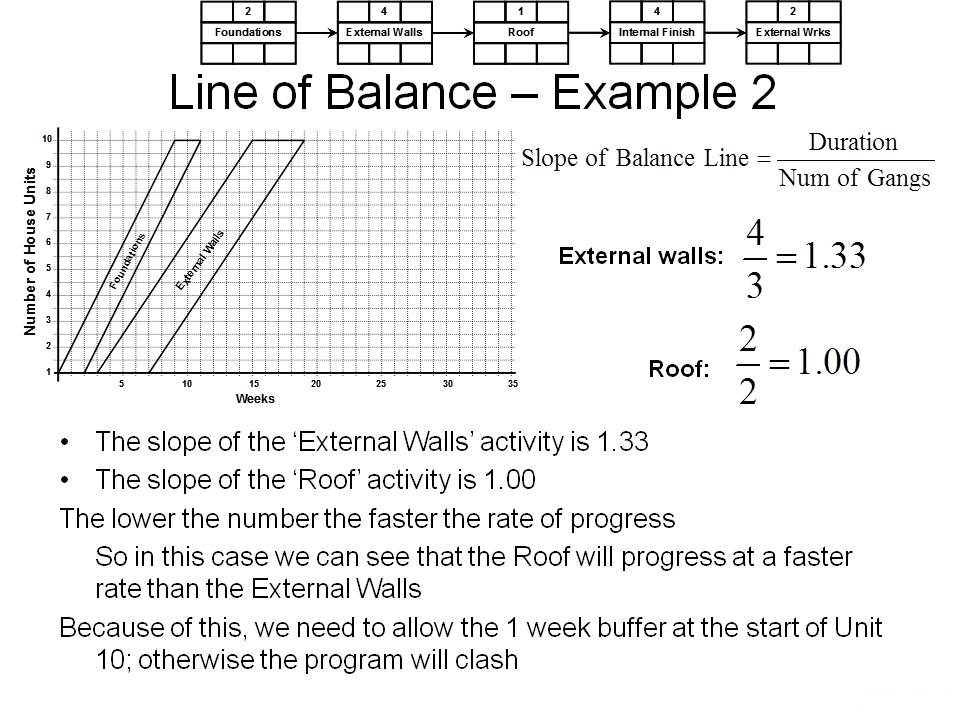 2 4 1 4 2
Foundations External Walls Roof Internal Finish External Wrks
Line of Balance – Example 2
10
9
8
7
6
5
4
3
2
1
Number of House Units
Foundations
External Walls
5 10 15 20 25 30 35
Weeks
Slope of Balance Line = Duration / Num of Gangs
External walls: 4/3 = 1.33
Roof: 2/2 = 1.00
• The slope of the ‘External Walls’ activity is 1.33
• The slope of the ‘Roof’ activity is 1.00
The lower the number the faster the rate of progress
So in this case we can see that the Roof will progress at a faster
rate than the External Walls
Because of this, we need to allow the 1 week buffer at the start of Unit
10; otherwise the program will clash